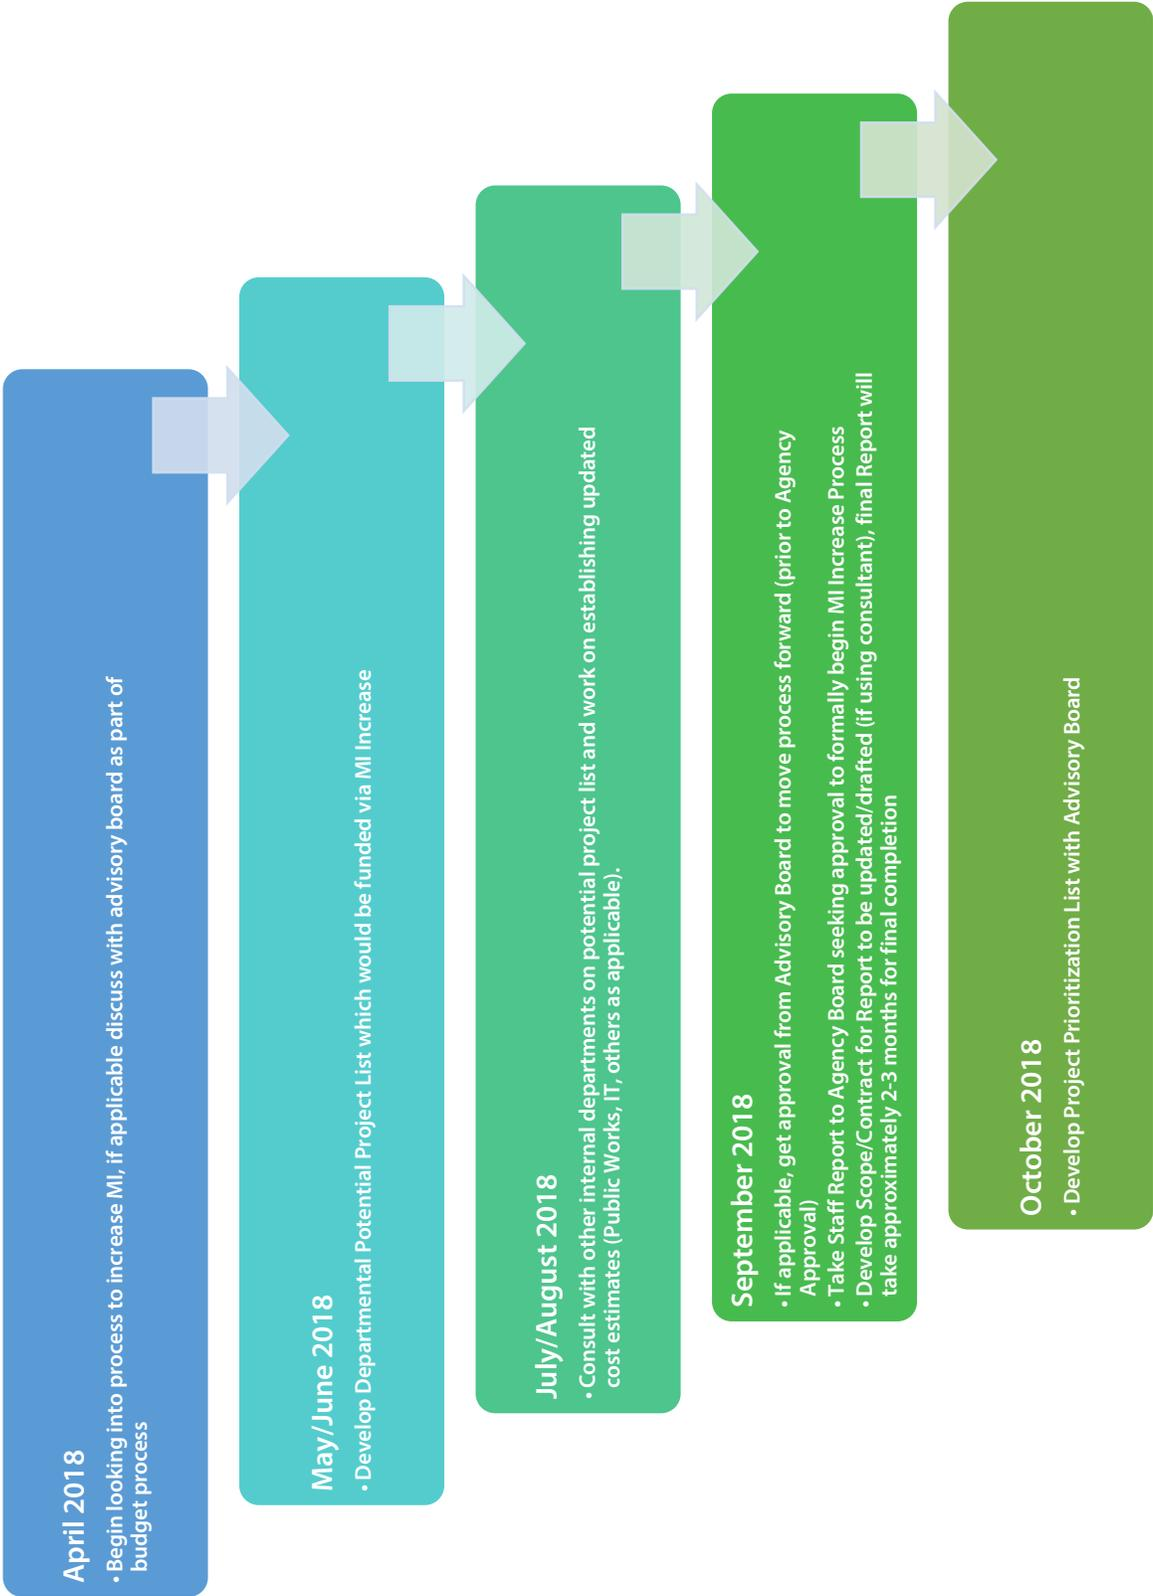 April 2018
• Begin looking into process to increase MI, if applicable discuss with advisory board as part of
budget process
May/June 2018
• Develop Departmental Potential Project List which would be funded via MI Increase
July/August 2018
• Consult with other internal departments on potential project list and work on establishing updated
cost estimates (Public Works, IT, others as applicable).
September 2018
• If applicable, get approval from Advisory Board to move process forward (prior to Agency
Approval)
• Take Staff Report to Agency Board seeking approval to formally begin MI Increase Process
• Develop Scope/Contract for Report to be updated/drafted (if using consultant), final Report will
take approximately 2-3 months for final completion
October 2018
• Develop Project Prioritization List with Advisory Board